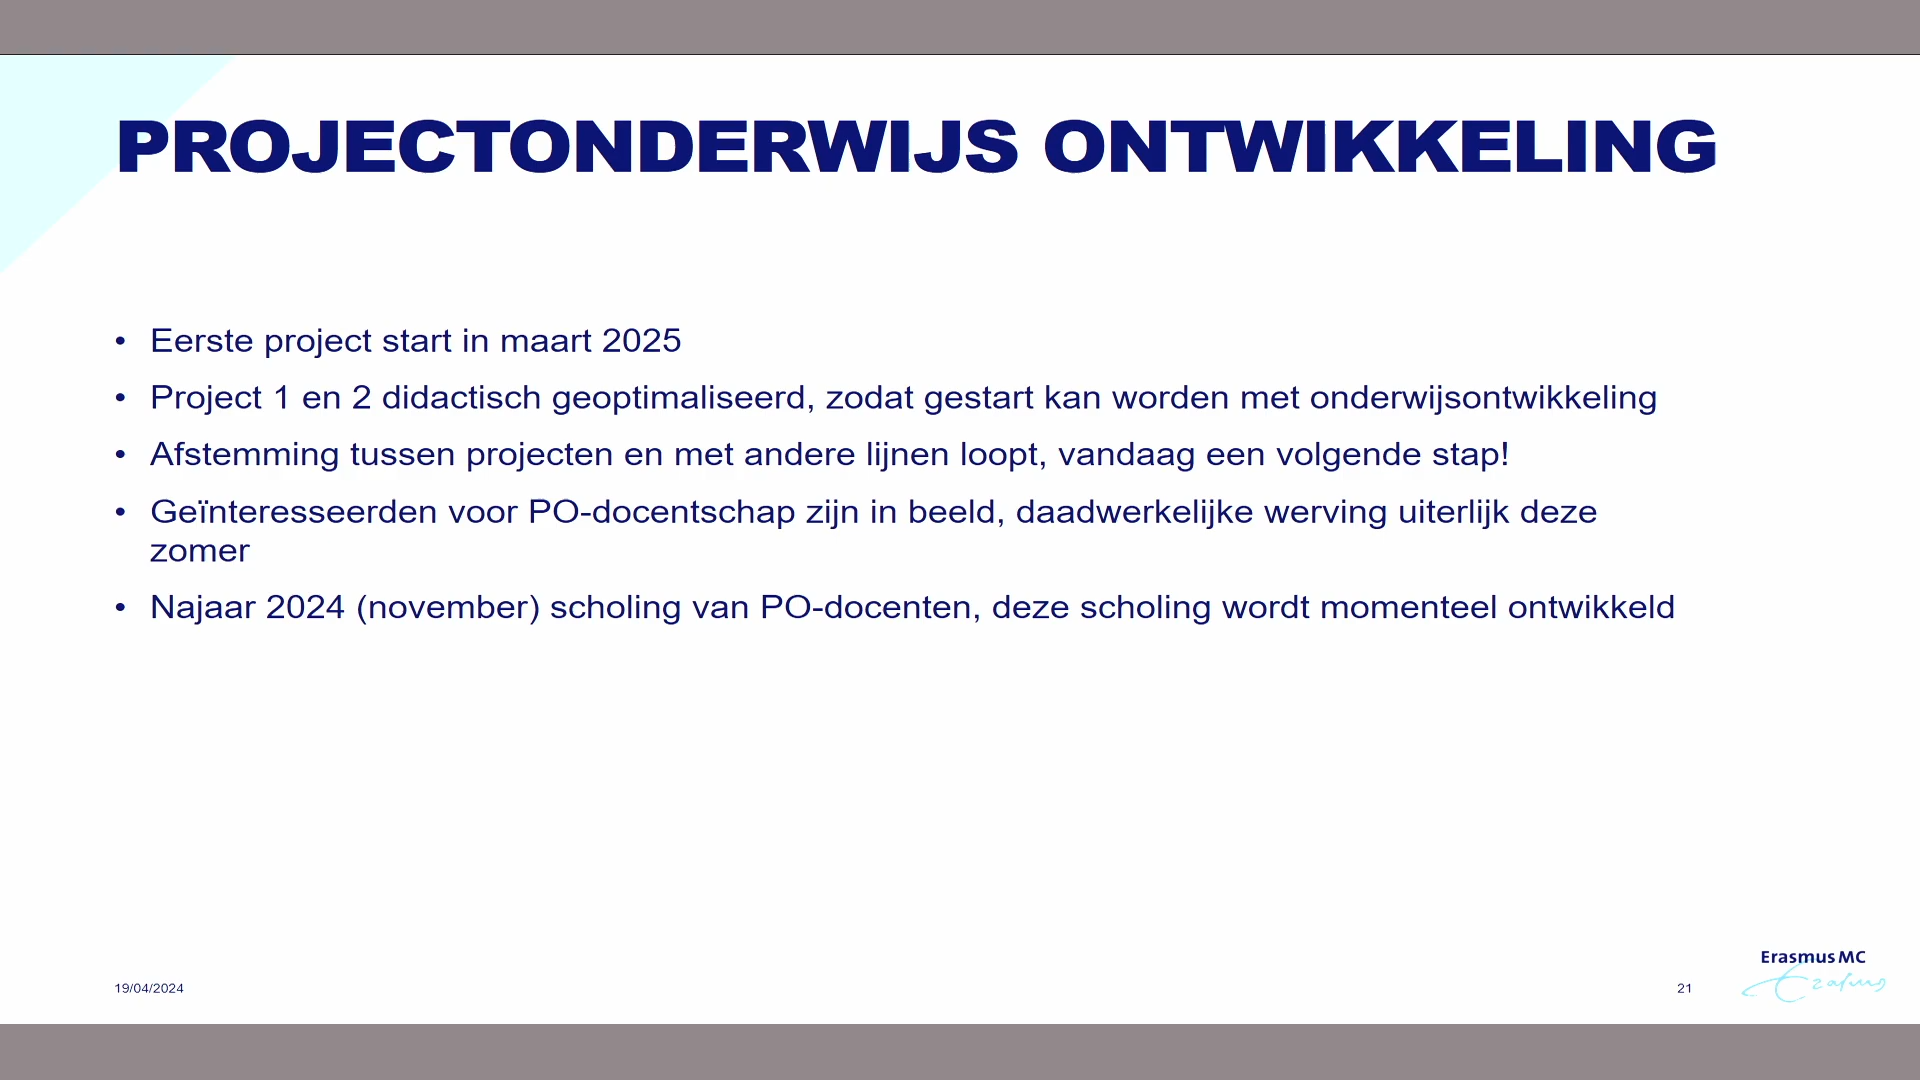 PROJECTONDERWIJS ONTWIKKELING
• Eerste project start in maart 2025
• Project 1 en 2 didactisch geoptimaliseerd, zodat gestart kan worden met onderwijsontwikkeling
• Afstemming tussen projecten en met andere lijnen loopt, vandaag een volgende stap!
• Geïnteresseerden voor PO-docentschap zijn in beeld, daadwerkelijke werving uiterlijk deze
zomer
• Najaar 2024 (november) scholing van PO-docenten, deze scholing wordt momenteel ontwikkeld
19/04/2024
21
Erasmus MC
Erasmus